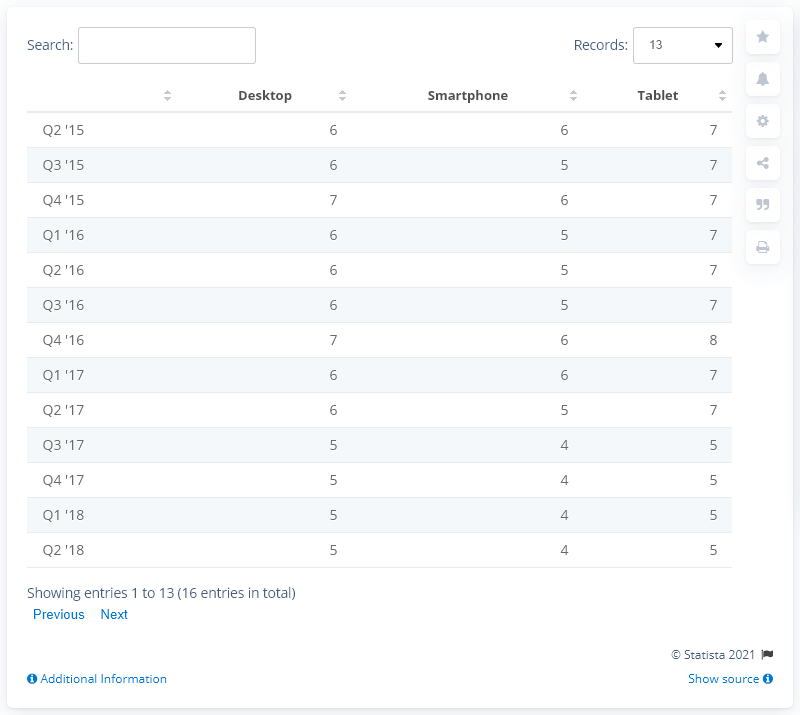 Search: Records: 13
Desktop Smartphone Tablet
Q2 '15 6 6 7
Q3 '15 6 5 7
Q4 '15 7 6 7
Q1 '16 6 5 7
Q2 '16 6 5 7
Q3 '16 6 5 7
Q4 '16 7 6 8
Q1 '17 6 6 7
Q2 '17 6 5 7
Q3 '17 5 4 5
Q4 '17 5 4 5
Q1 '18 5 4 5
Q2 '18 5 4 5
Showing entries 1 to 13 (16 entries in total)
Previous Next
© Statista 2021
Additional Information Show source